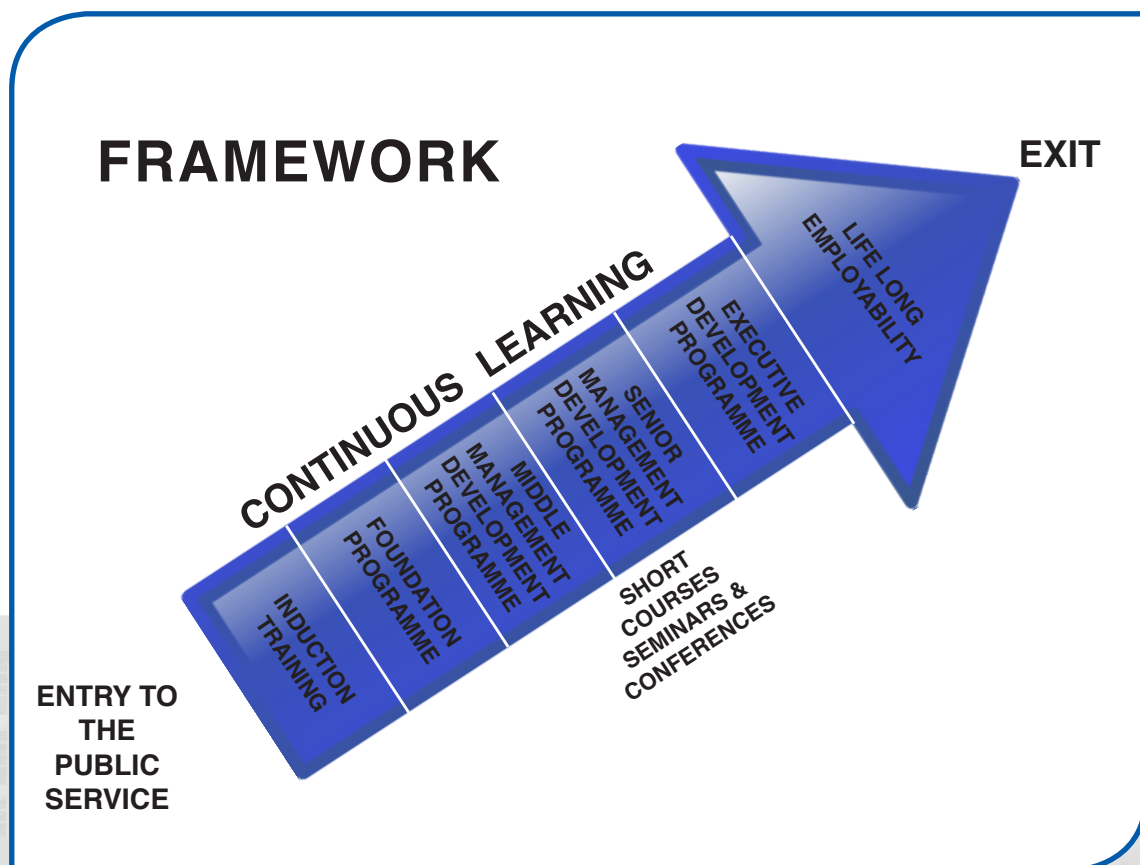 FRAMEWORK
EXIT
CONTINUOUS LEARNING
ENTRY TO
THE
PUBLIC
SERVICE
INDUCTION
TRAINING
FOUNDATION
PROGRAMME
MIDDLE
MANAGEMENT
DEVELOPMENT
PROGRAMME
SENIOR
MANAGEMENT
DEVELOPMENT
PROGRAMME
EXECUTIVE
DEVELOPMENT
PROGRAMME
LIFE LONG
EMPLOYABILITY
SHORT
COURSES
SEMINARS &
CONFERENCES